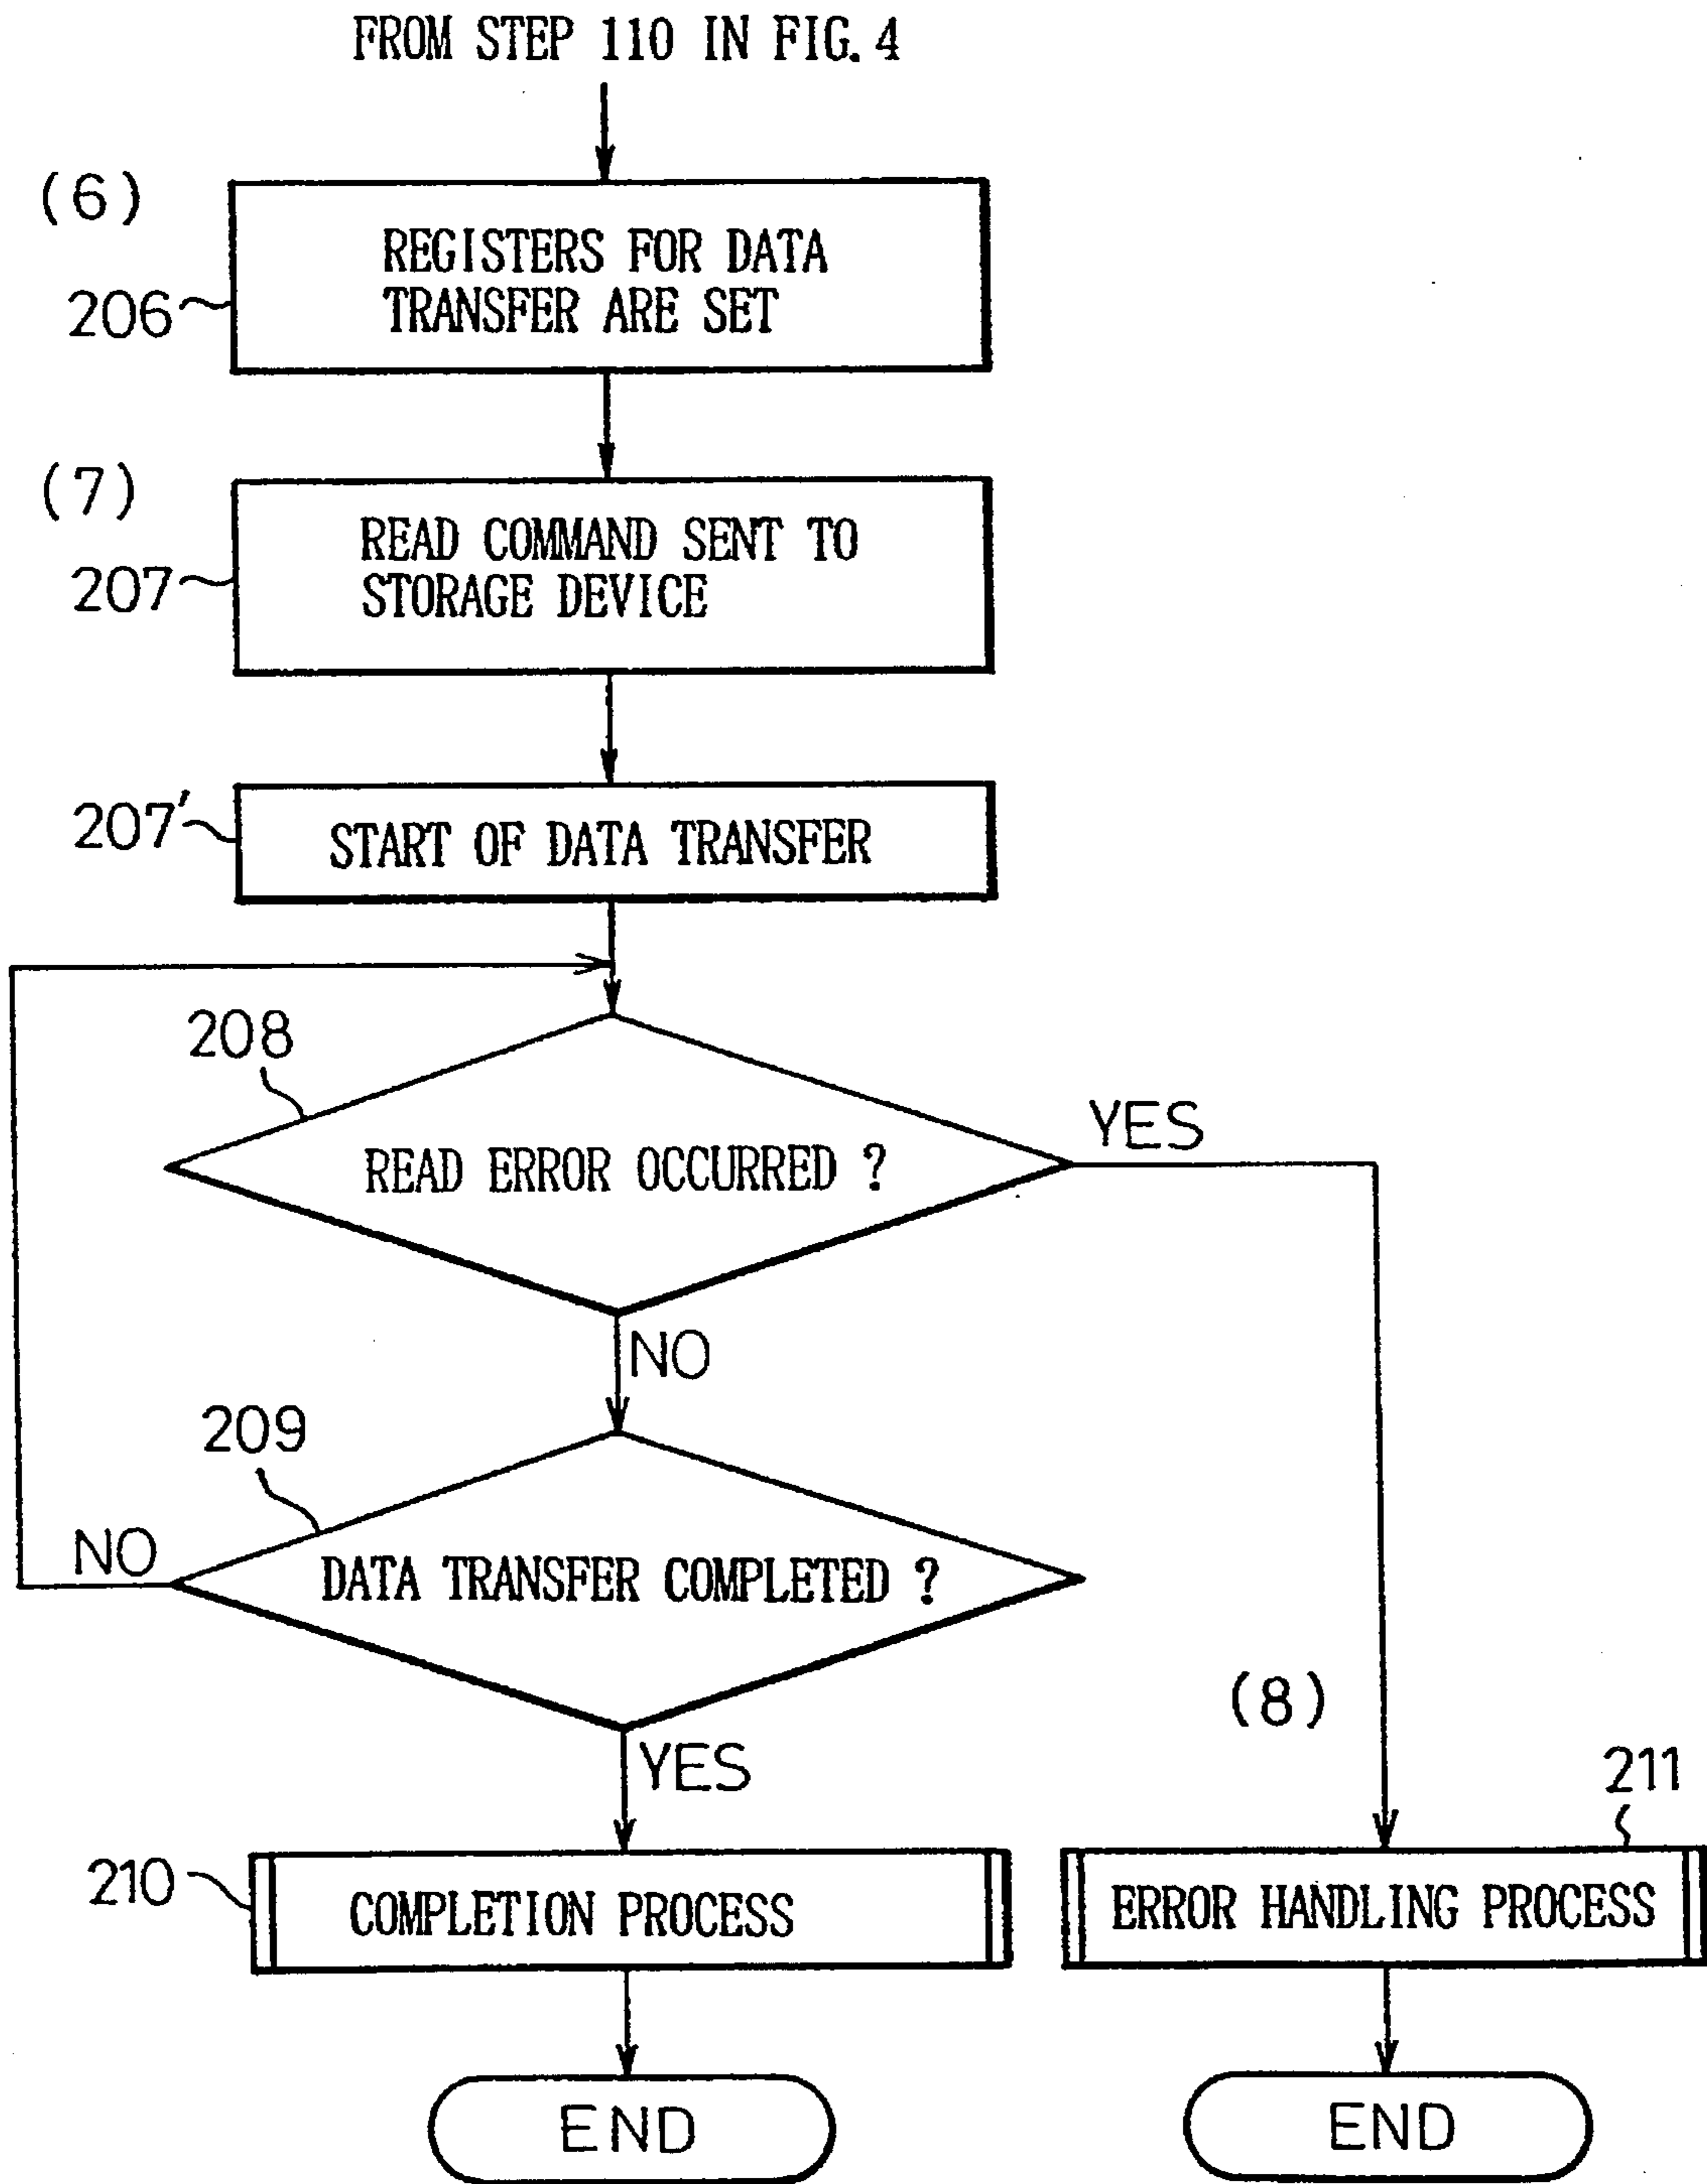 FROM STEP 110 IN FIG. 4
(6)
206
REGISTERS FOR DATA
TRANSFER ARE SET
(7)
207
READ COMMAND SENT TO
STORAGE DEVICE
207'
START OF DATA TRANSFER
208
READ ERROR OCCURRED ?
YES
NO
209
DATA TRANSFER COMPLETED ?
NO
YES
(8)
210
COMPLETION PROCESS
211
ERROR HANDLING PROCESS
END
END